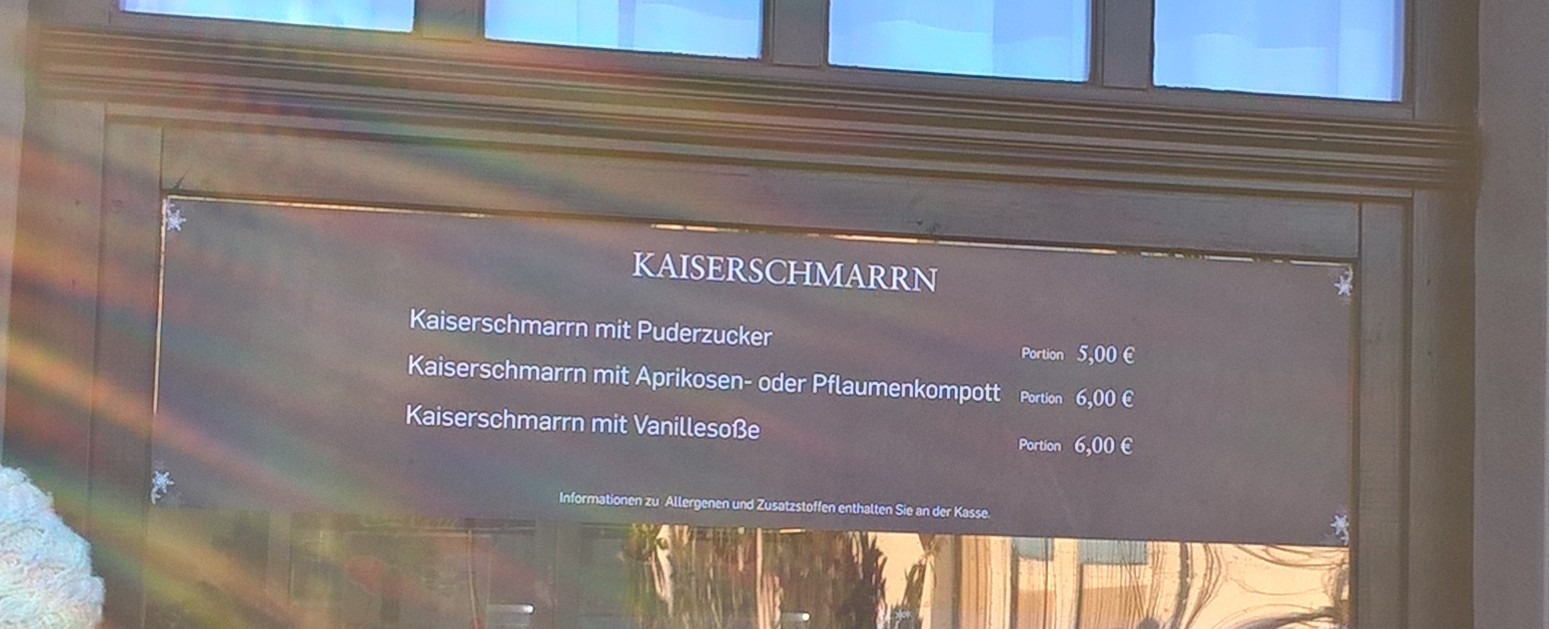 KAISERSCHMARRN
Kaiserschmarrn mit Puderzucker Portion 5,00 €
Kaiserschmarrn mit Aprikosen- oder Pflaumenkompott Portion 6,00 €
Kaiserschmarrn mit Vanillesoße Portion 6,00 €
Informationen zu Allergenen und Zusatzstoffen enthalten Sie an der Kasse.